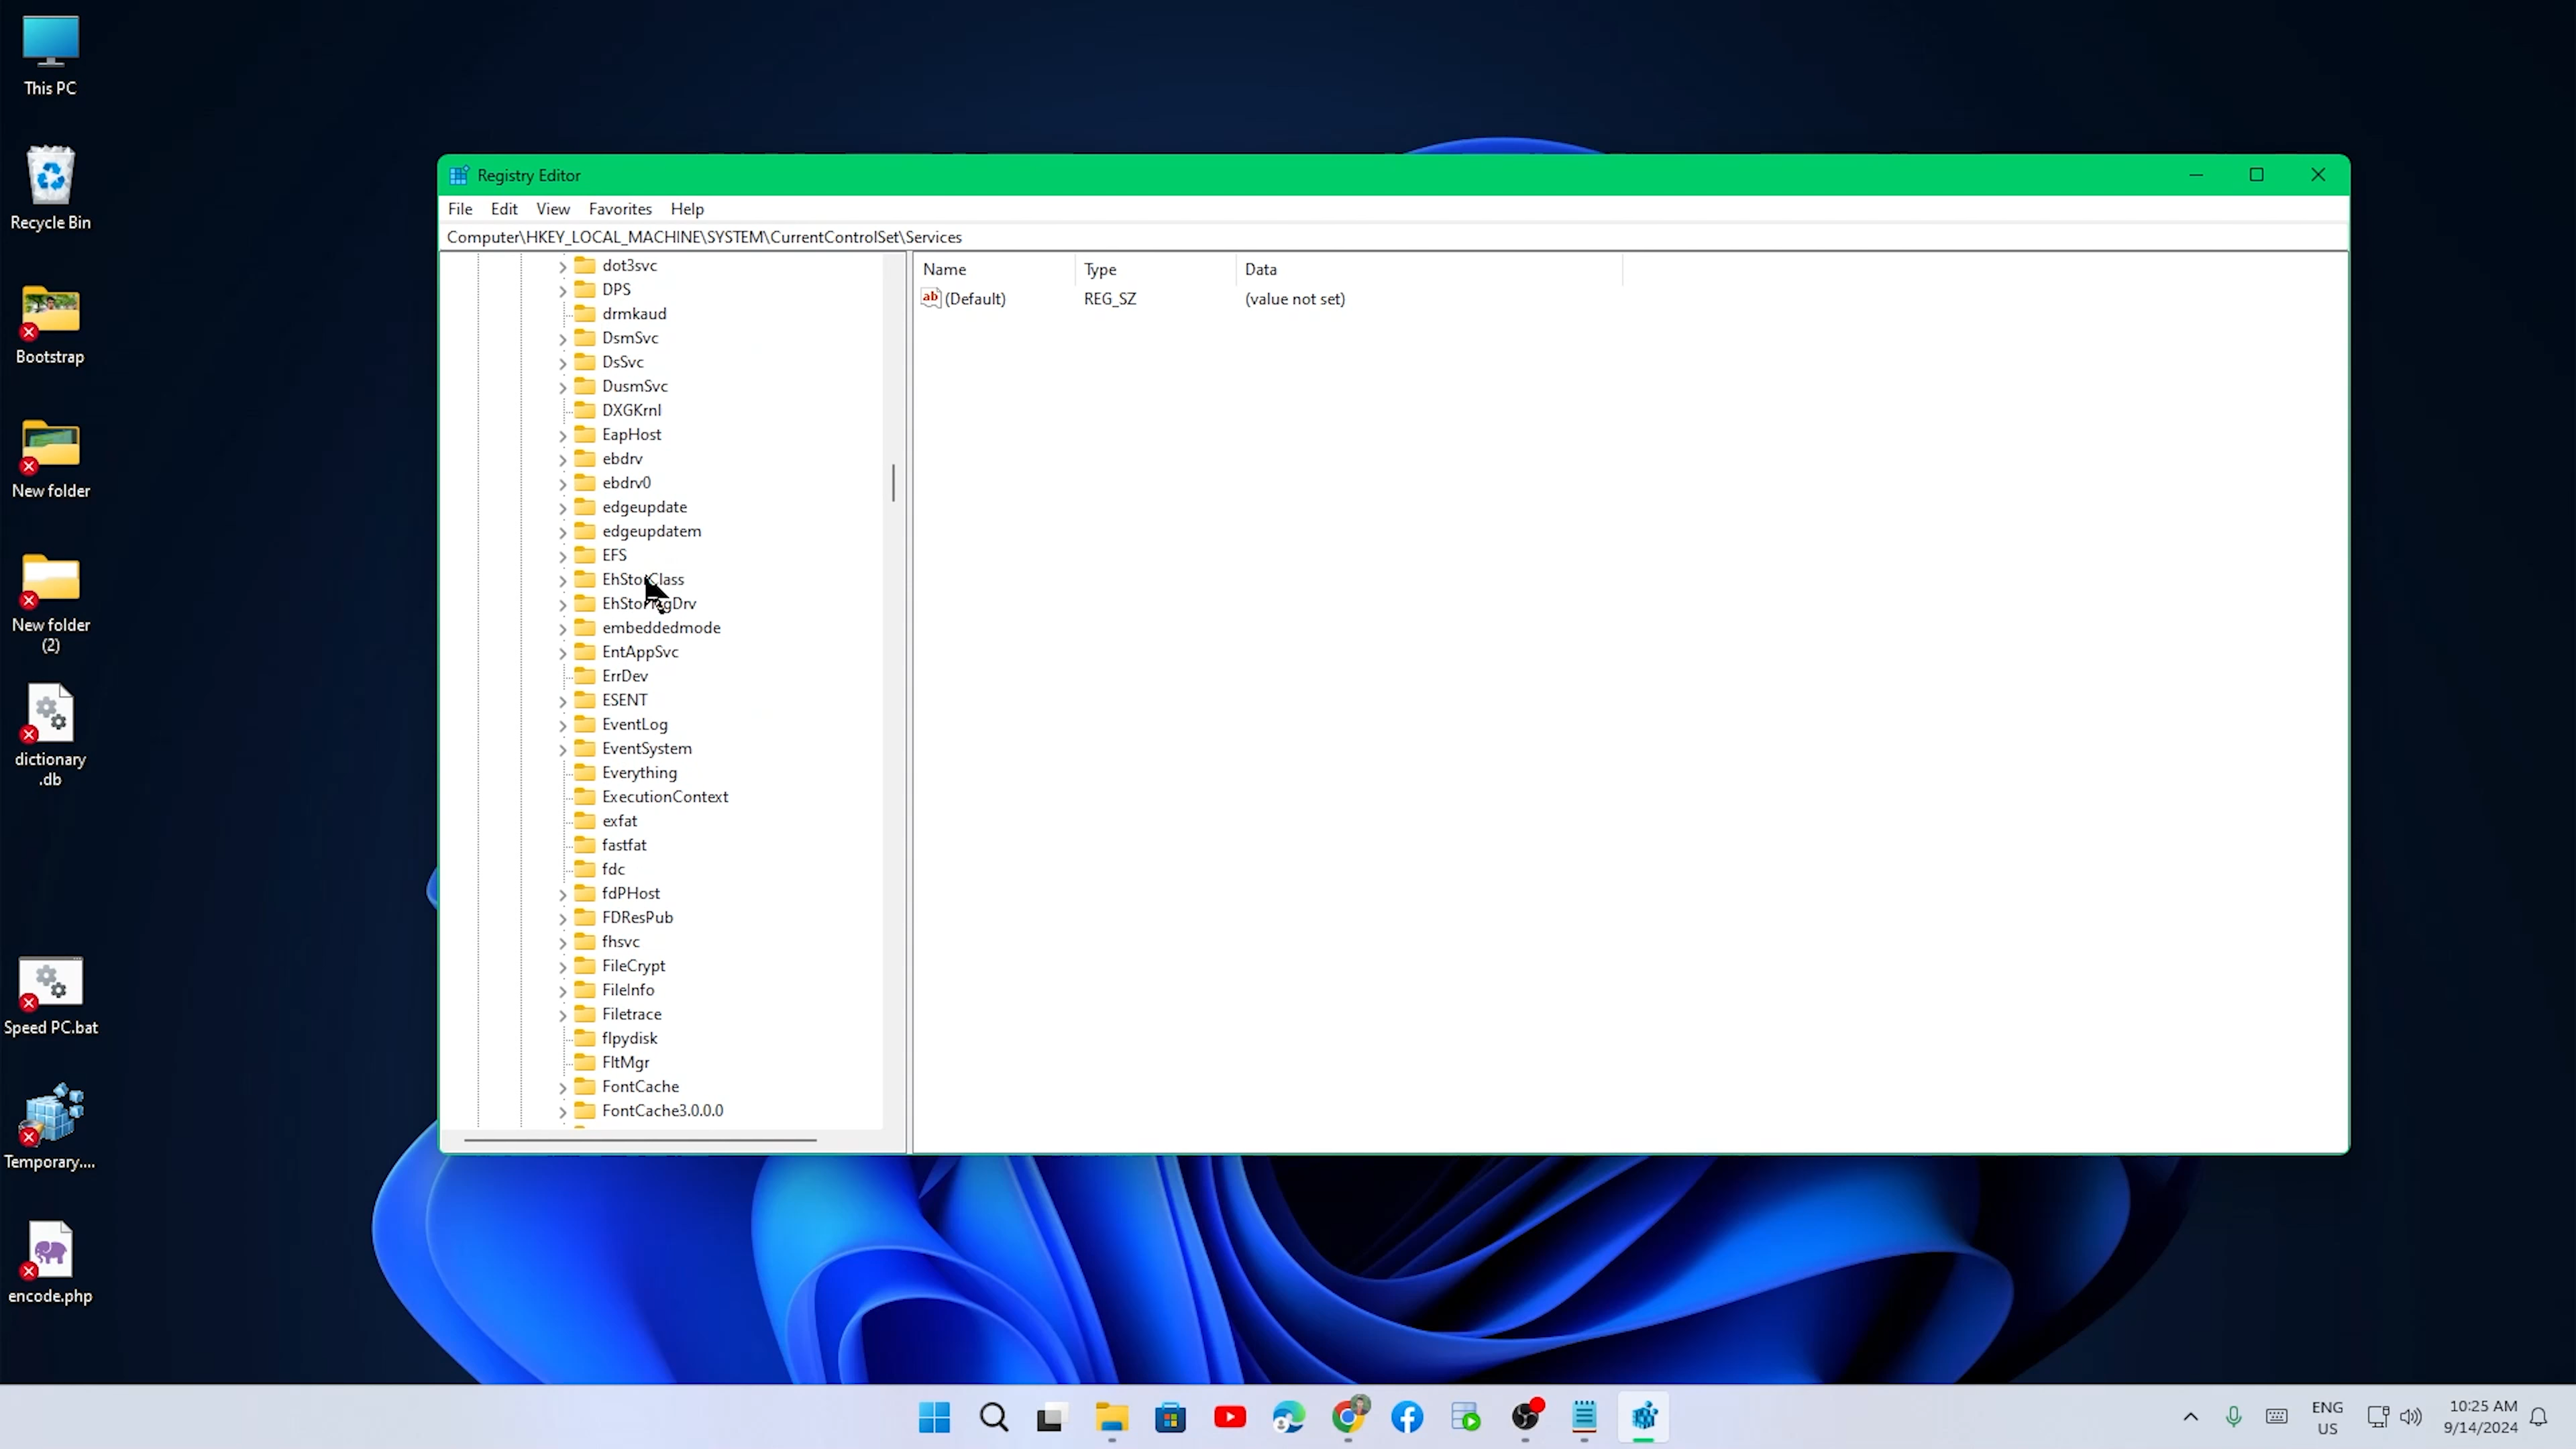 This PC
Recycle Bin
Bootstrap
New folder
New folder
(2)
dictionary
.db
Speed PC.bat
Temporary....
encode.php
Registry Editor
File Edit View Favorites Help
Computer\HKEY_LOCAL_MACHINE\SYSTEM\CurrentControlSet\Services
dot3svc
DPS
drmkaud
DsmSvc
DsSvc
DusmSvc
DXGKrnl
EapHost
ebdrv
ebdrv0
edgeupdate
edgeupdatem
EFS
embeddedmode
EntAppSvc
ErrDev
ESENT
EventLog
EventSystem
Everything
ExecutionContext
exfat
fastfat
fdc
fdPHost
FDResPub
fhsvc
FileCrypt
FileInfo
Filetrace
flpydisk
FltMgr
FontCache
FontCache3.0.0.0
Name Type Data
ab (Default) REG_SZ (value not set)
ENG
US
10:25 AM
9/14/2024